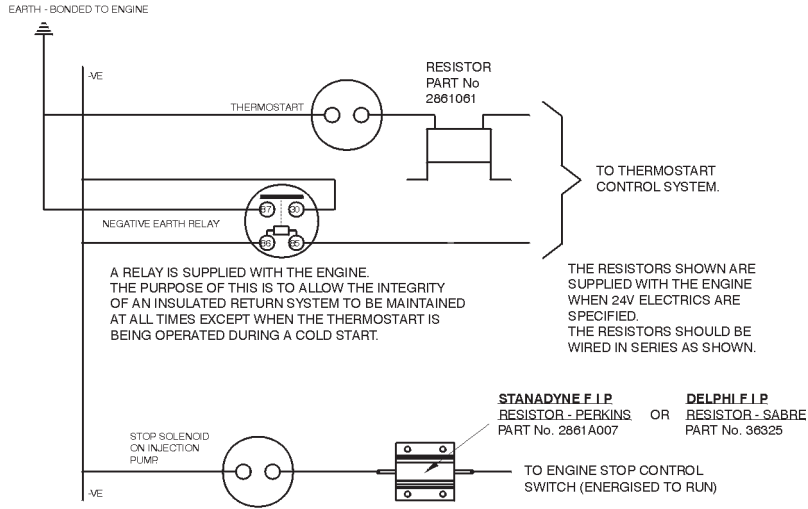 EARTH - BONDED TO ENGINE
-VE
RESISTOR
PART No
2861061
THERMOSTART
TO THERMOSTART
CONTROL SYSTEM.
87
30
NEGATIVE EARTH RELAY
86
85
A RELAY IS SUPPLIED WITH THE ENGINE.
THE PURPOSE OF THIS IS TO ALLOW THE INTEGRITY
OF AN INSULATED RETURN SYSTEM TO BE MAINTAINED
AT ALL TIMES EXCEPT WHEN THE THERMOSTART IS
BEING OPERATED DURING A COLD START.
THE RESISTORS SHOWN ARE
SUPPLIED WITH THE ENGINE
WHEN 24V ELECTRICS ARE
SPECIFIED.
THE RESISTORS SHOULD BE
WIRED IN SERIES AS SHOWN.
STANADYNE F I P
RESISTOR - PERKINS
PART No. 2861A007
OR
DELPHI F I P
RESISTOR - SABRE
PART No. 36325
STOP SOLENOID
ON INJECTION
PUMP.
TO ENGINE STOP CONTROL
SWITCH (ENERGISED TO RUN)
-VE